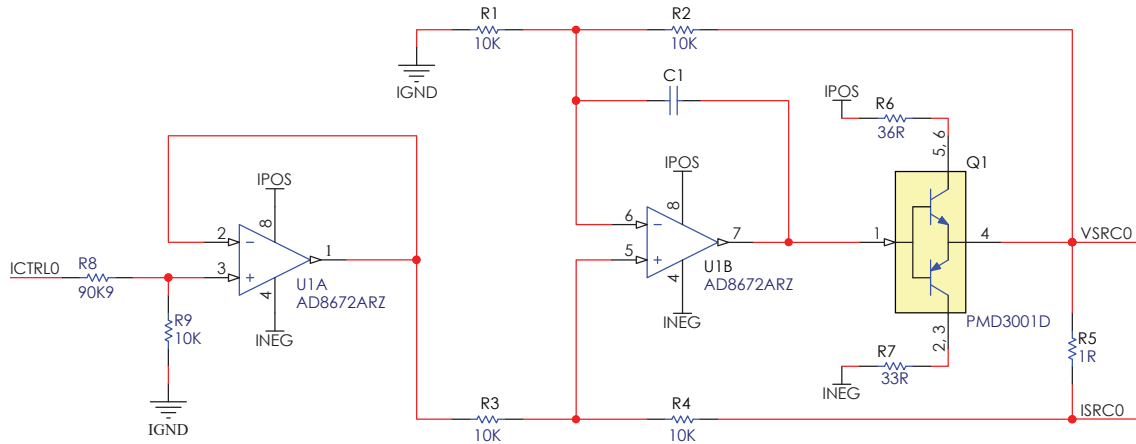 R1
10K
R2
10K
IGND
C1
IPOS
R6
36R
5, 6
Q1
IPOS
8
6
5
7
4
U1B
AD8672ARZ
INEG
1
4
VSRC0
PMD3001D
2, 3
R7
33R
INEG
R5
1R
ICTRL0
R8
90K9
R9
10K
IGND
IPOS
8
2
3
1
4
U1A
AD8672ARZ
INEG
R3
10K
R4
10K
ISRC0